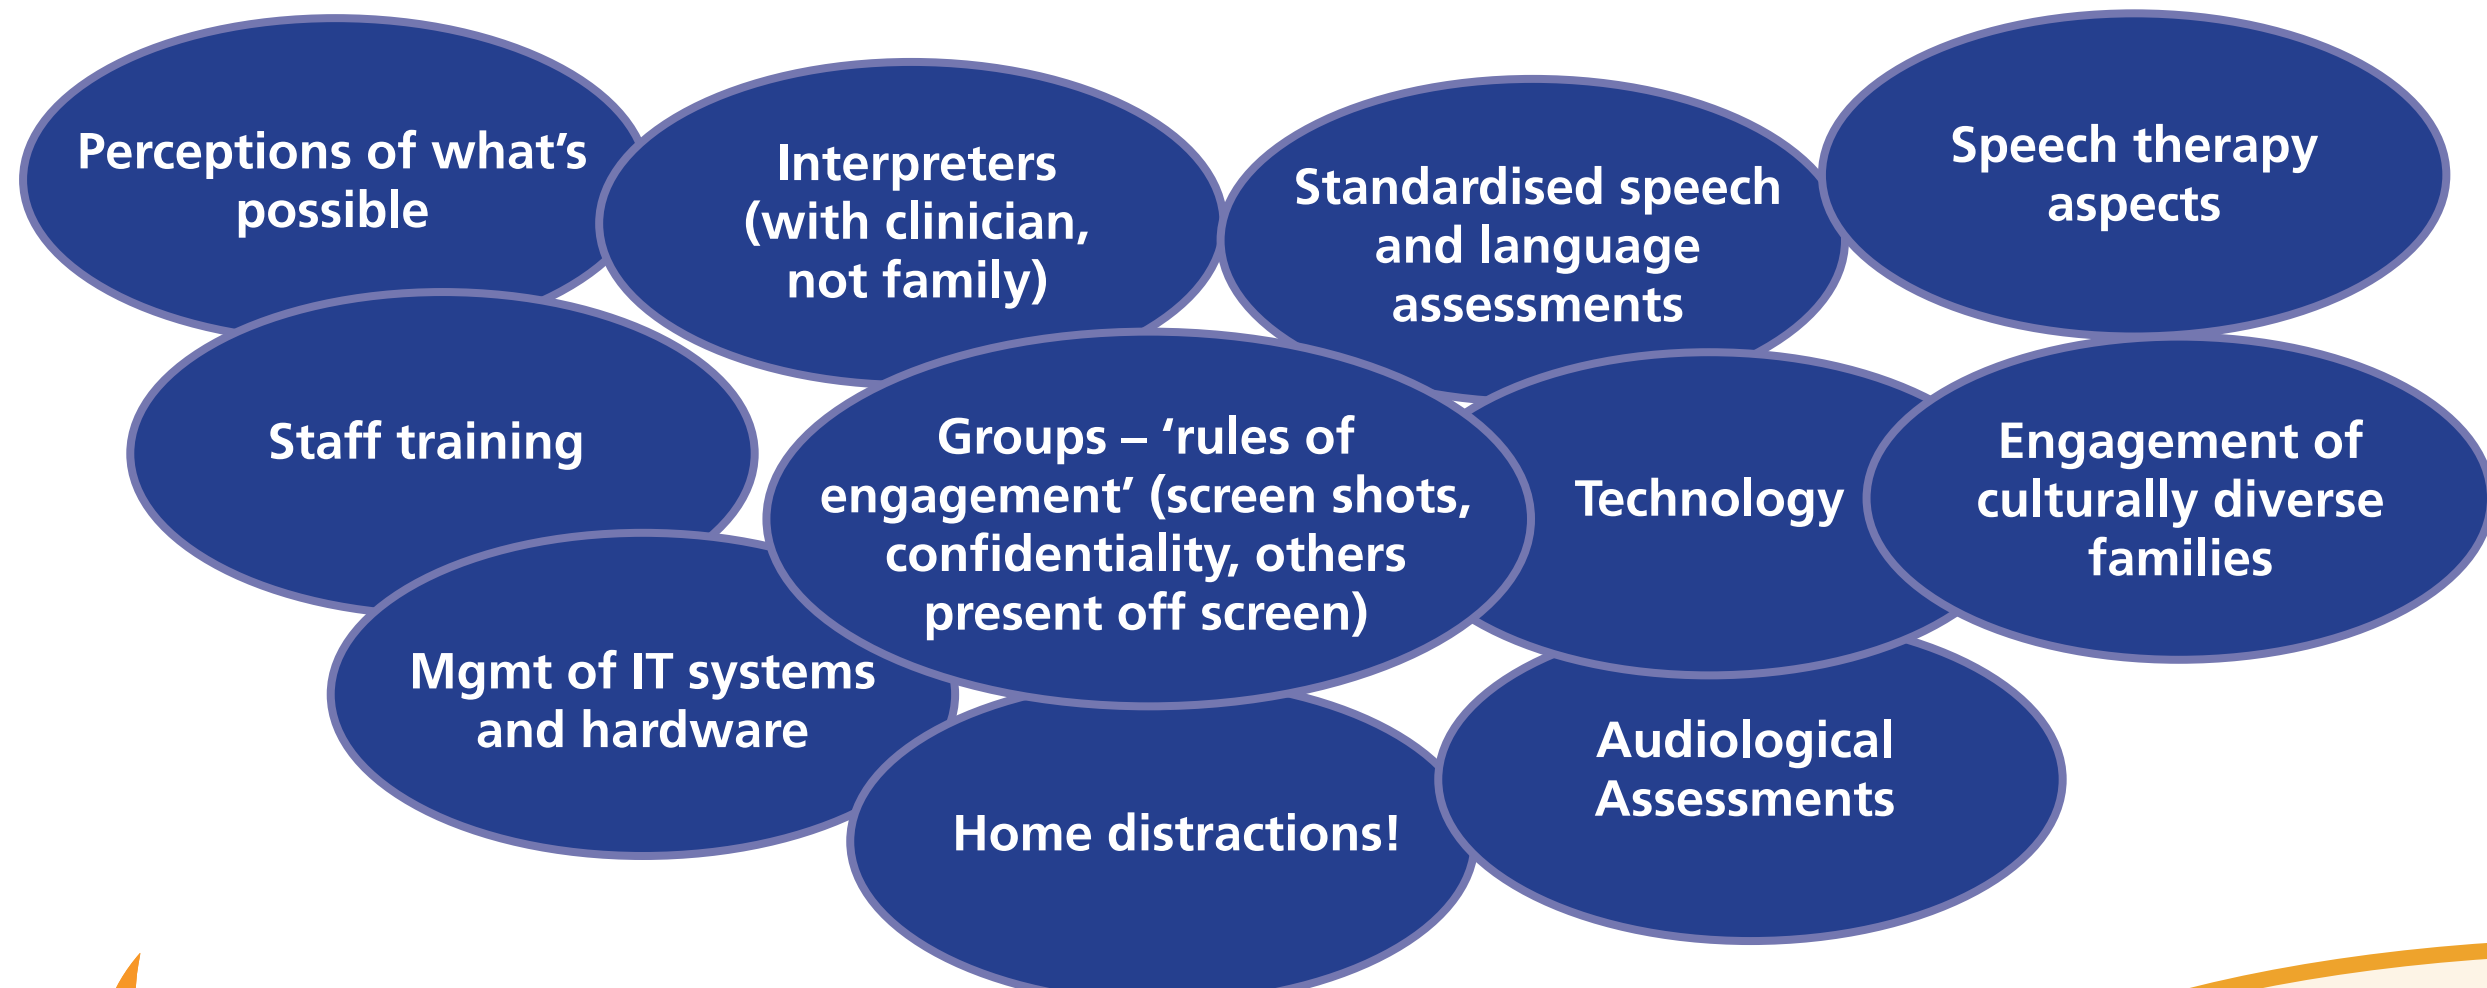 Perceptions of what’s
possible
Interpreters
(with clinician,
not family)
Standardised speech
and language
assessments
Speech therapy
aspects
Staff training
Groups – ‘rules of
engagement’ (screen shots,
confidentiality, others
present off screen)
Technology
Engagement of
culturally diverse
families
Mgmt of IT systems
and hardware
Home distractions!
Audiological
Assessments